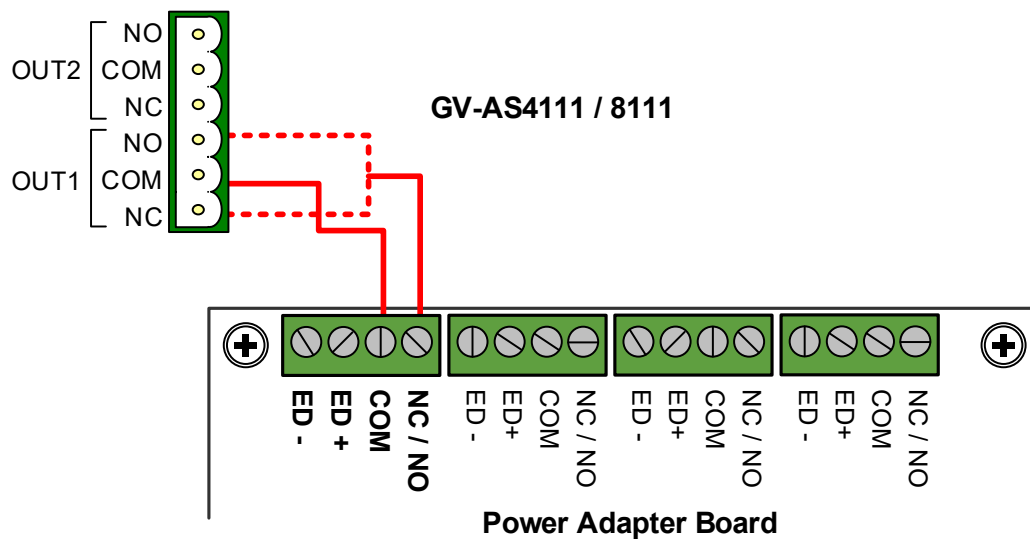 NO
OUT2 COM
NC
GV-AS4111 / 8111
NO
OUT1 COM
NC
ED - ED + COM NC / NO ED - ED+ COM NC / NO ED - ED+ COM NC / NO ED - ED+ COM NC / NO
Power Adapter Board